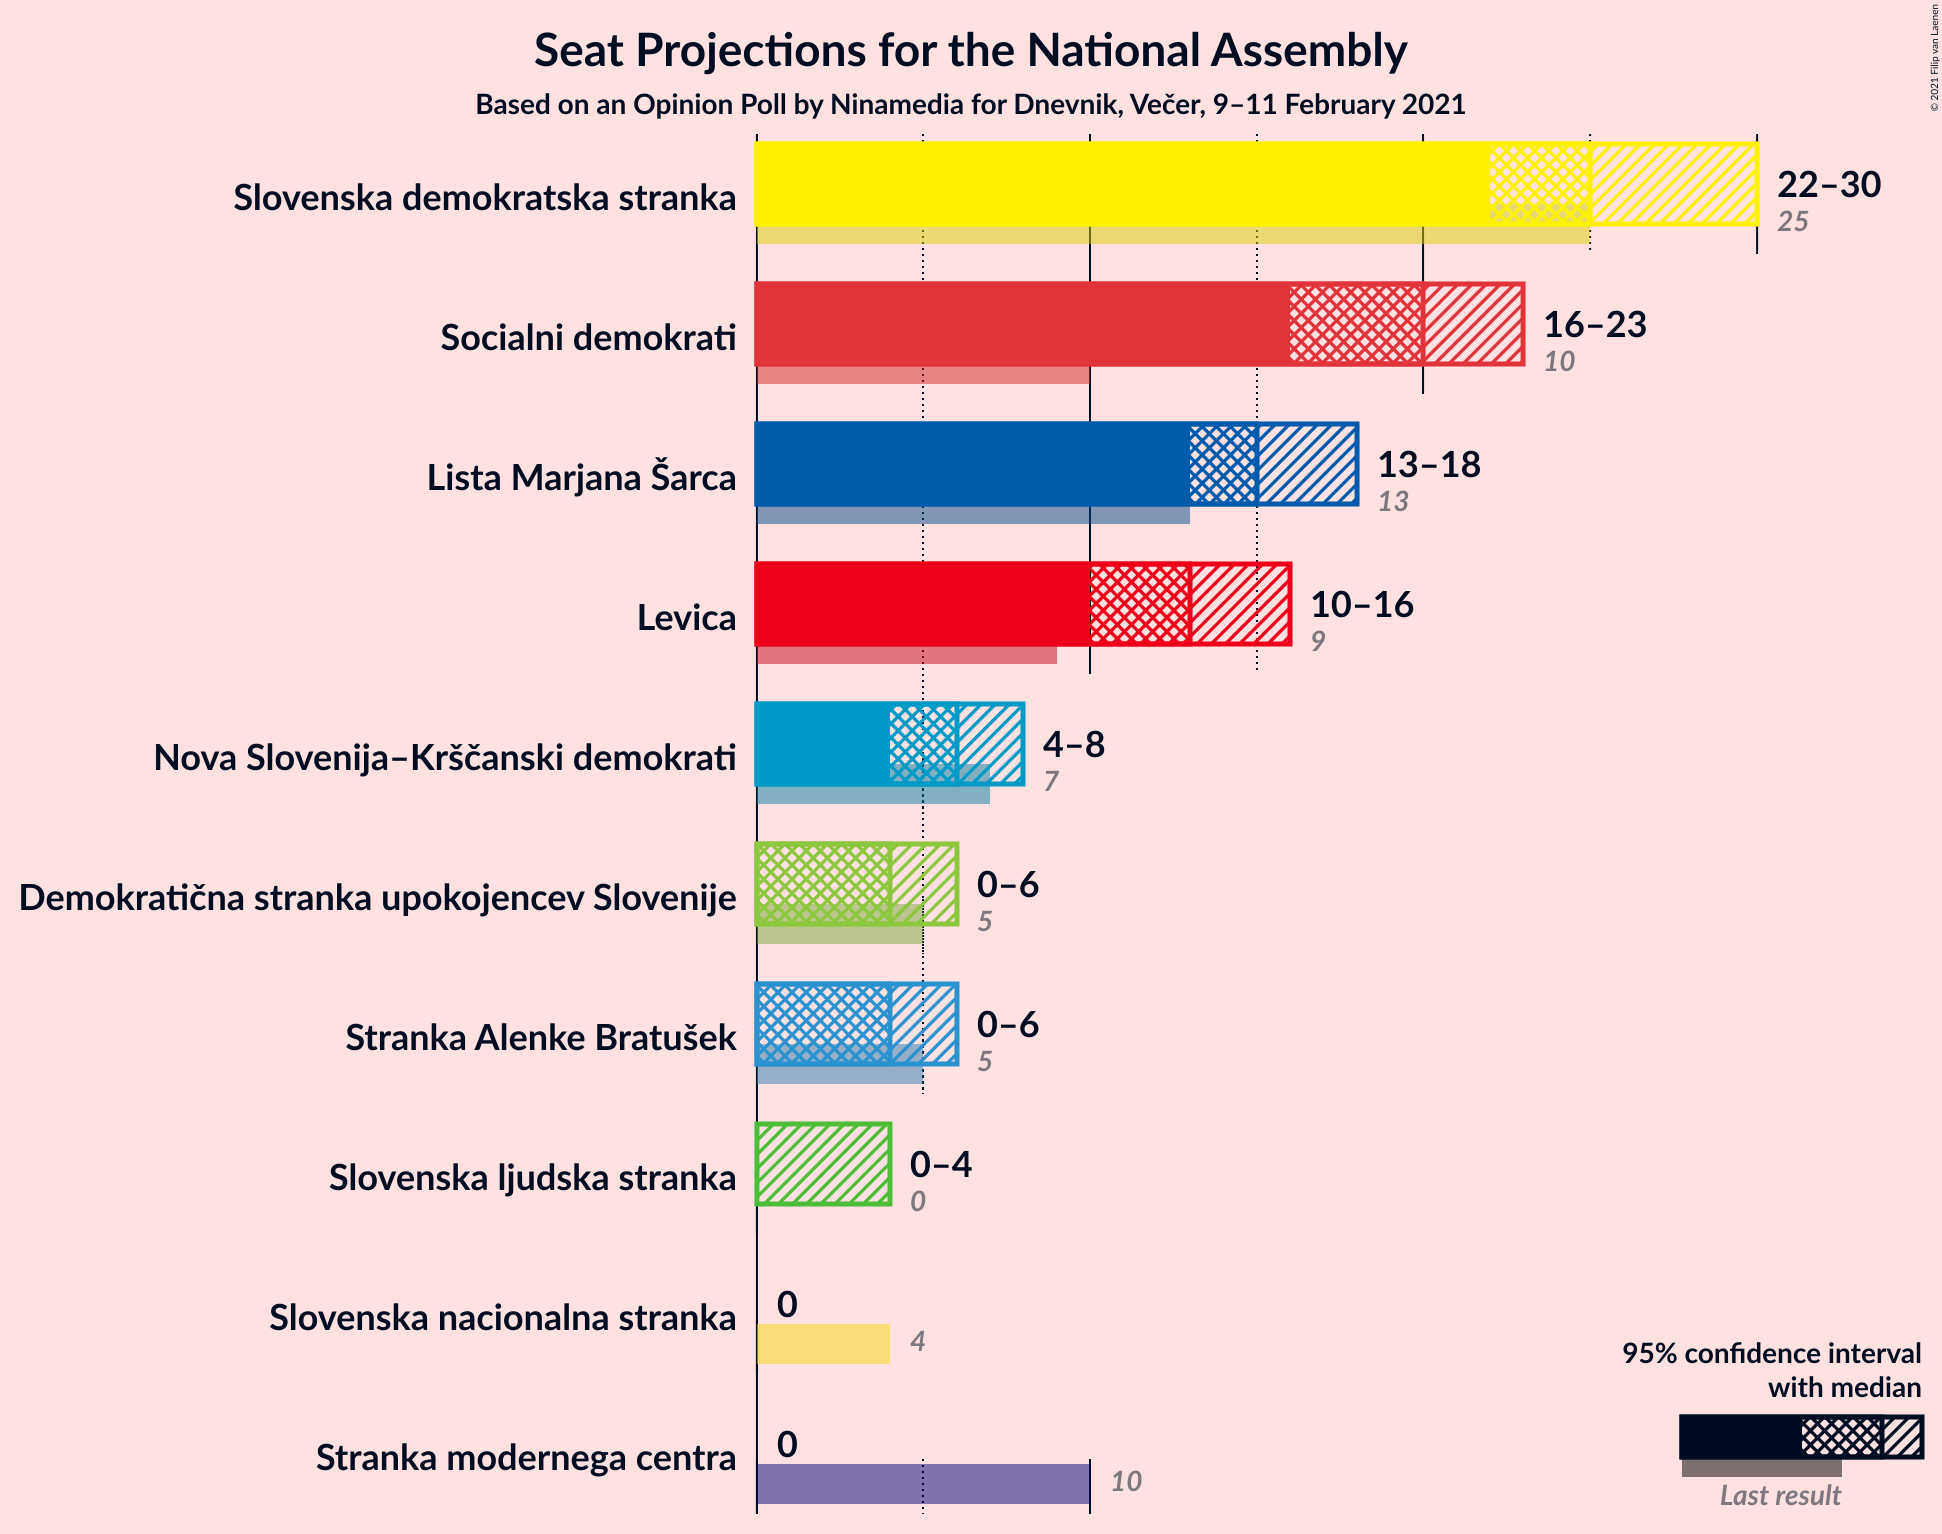 Seat Projections for the National Assembly
Based on an Opinion Poll by Ninamedia for Dnevnik, Večer, 9–11 February 2021
© 2021 Filip van Laenen
Slovenska demokratska stranka
22–30
25
Socialni demokrati
16–23
10
Lista Marjana Šarca
13–18
13
Levica
10–16
9
Nova Slovenija–Krščanski demokrati
4–8
7
Demokratična stranka upokojencev Slovenije
0–6
5
Stranka Alenke Bratušek
0–6
5
Slovenska ljudska stranka
0–4
0
Slovenska nacionalna stranka
0
4
Stranka modernega centra
0
10
95% confidence interval
with median
Last result